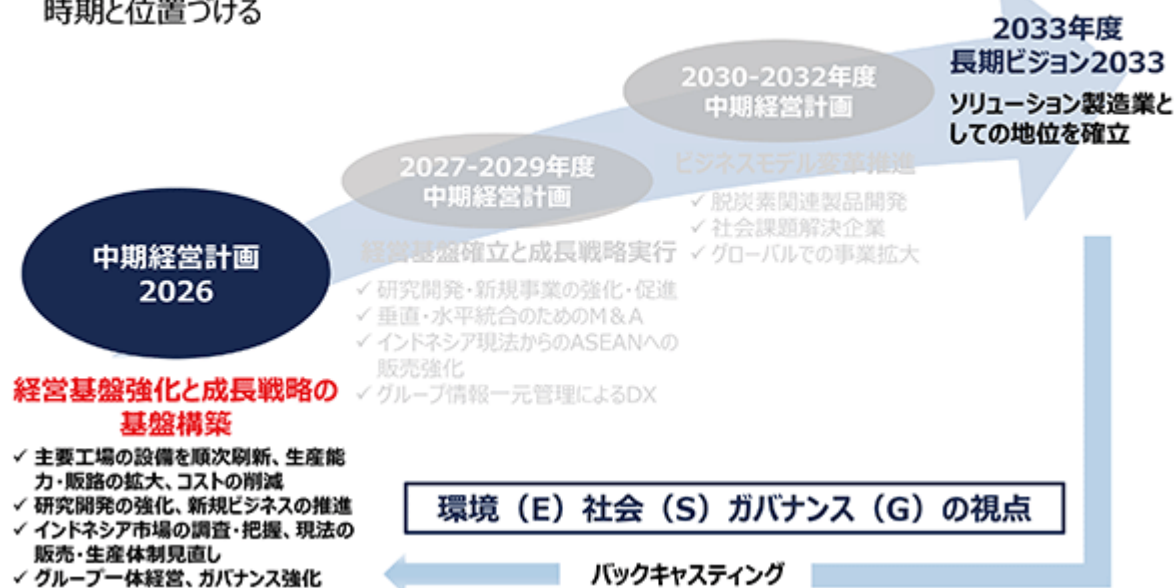 時期と位置づける
2033年度
長期ビジョン2033
ソリューション製造業と
しての地位を確立
2030-2032年度
中期経営計画
ビジネスモデル変革推進
✓ 脱炭素関連製品開発
✓ 社会課題解決企業
✓ グローバルでの事業拡大
2027-2029年度
中期経営計画
経営基盤確立と成長戦略実行
✓ 研究開発・新規事業の強化・促進
✓ 垂直・水平統合のためのM&A
✓ インドネシア現法からのASEANへの
販売強化
✓ グループ情報一元管理によるDX
中期経営計画
2026
経営基盤強化と成長戦略の
基盤構築
✓ 主要工場の設備を順次刷新、生産能
力・販路の拡大、コストの削減
✓ 研究開発の強化、新規ビジネスの推進
✓ インドネシア市場の調査・把握、現法の
販売・生産体制見直し
✓ グループ一体経営、ガバナンス強化
環境（E）社会（S）ガバナンス（G）の視点
バックキャスティング